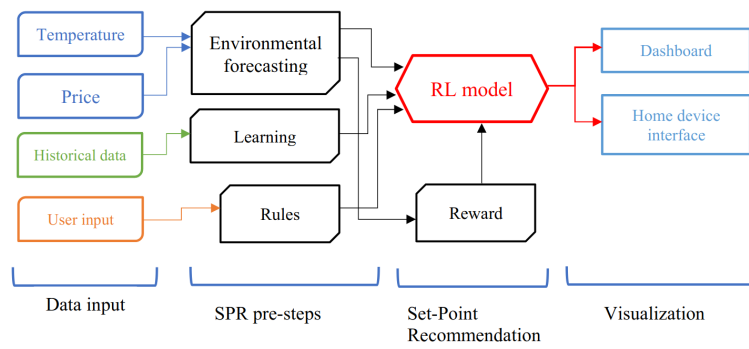 Temperature
Price
Historical data
User input
Environmental
forecasting
Learning
Rules
RL model
Reward
Dashboard
Home device
interface
Data input
SPR pre-steps
Set-Point
Recommendation
Visualization